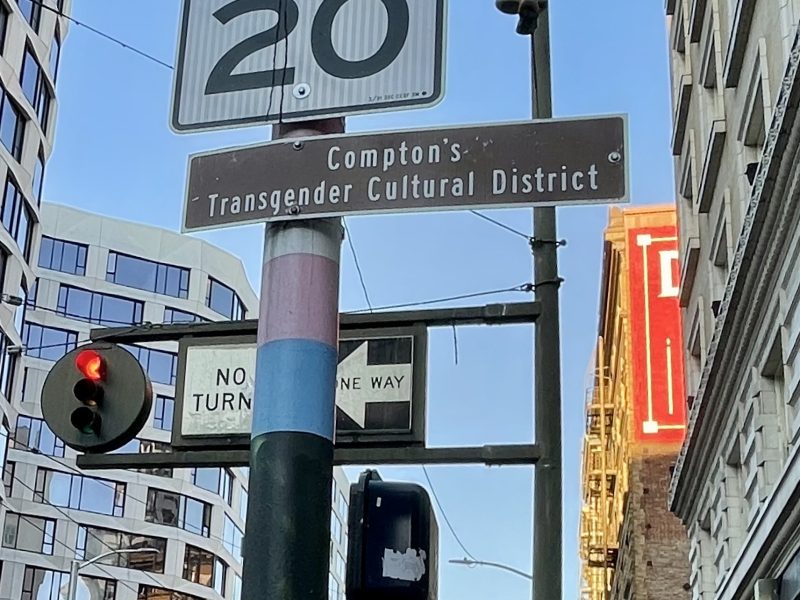 20
Compton's
Transgender Cultural District
NO
TURN
ONE WAY
D